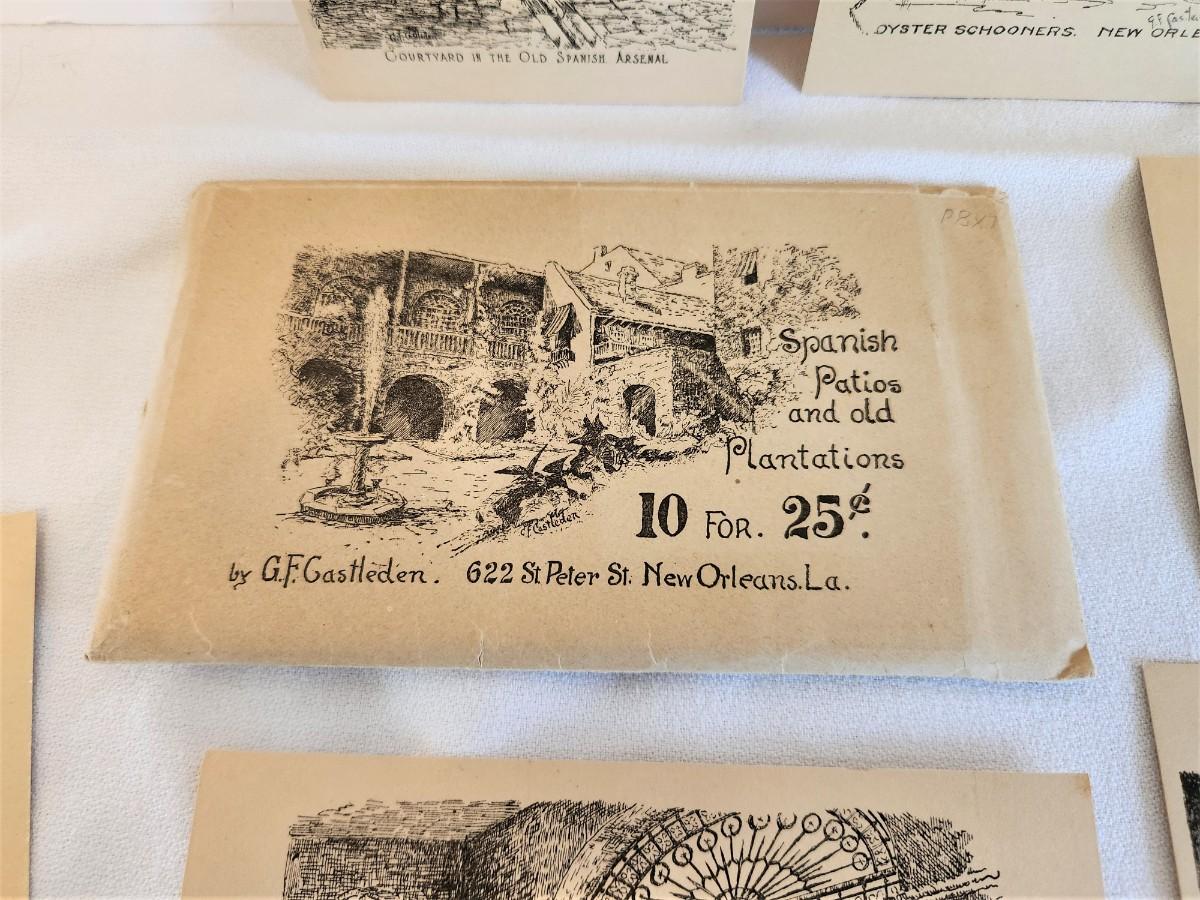 COURTYARD IN THE OLD SPANISH ARSENAL
OYSTER SCHOONERS. NEW ORLE
Spanish
Patios
and old
Plantations
10 FOR. 25¢.
by G.F. Castleden. 622 St Peter St. New Orleans. La.